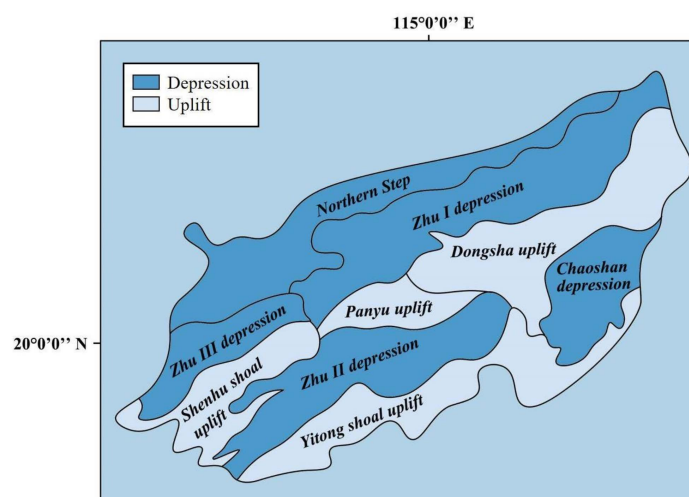 115°0'0'' E
Depression
Uplift
Northern Step
Zhu I depression
Dongsha uplift
Chaoshan
depression
Panyu uplift
20°0'0'' N
Zhu III depression
Zhu II depression
Shenhu shoal
uplift
Yitong shoal uplift